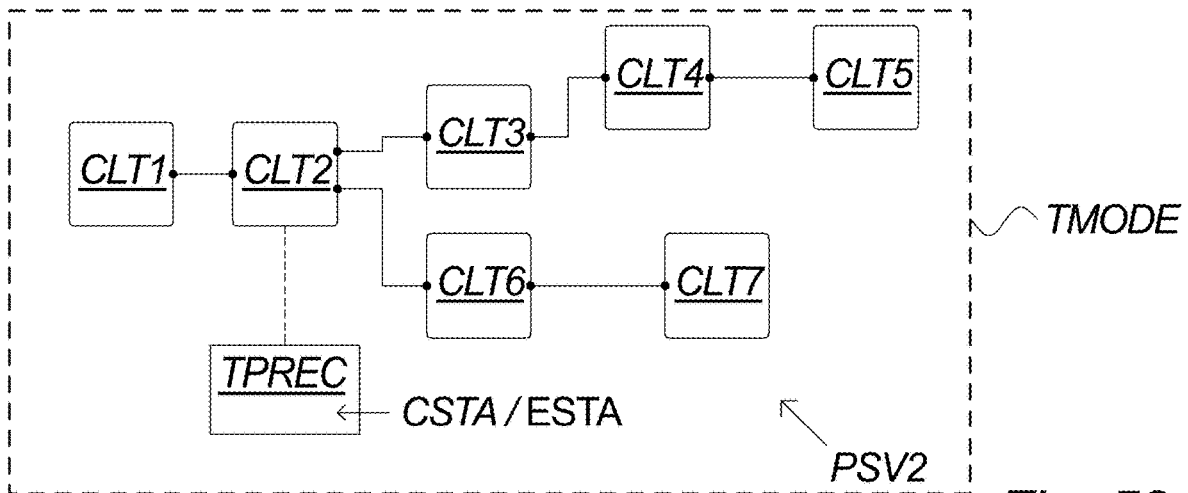 CLT4
CLT5
CLT3
CLT1
CLT2
TMODE
CLT6
CLT7
TPREC
CSTA / ESTA
PSV2